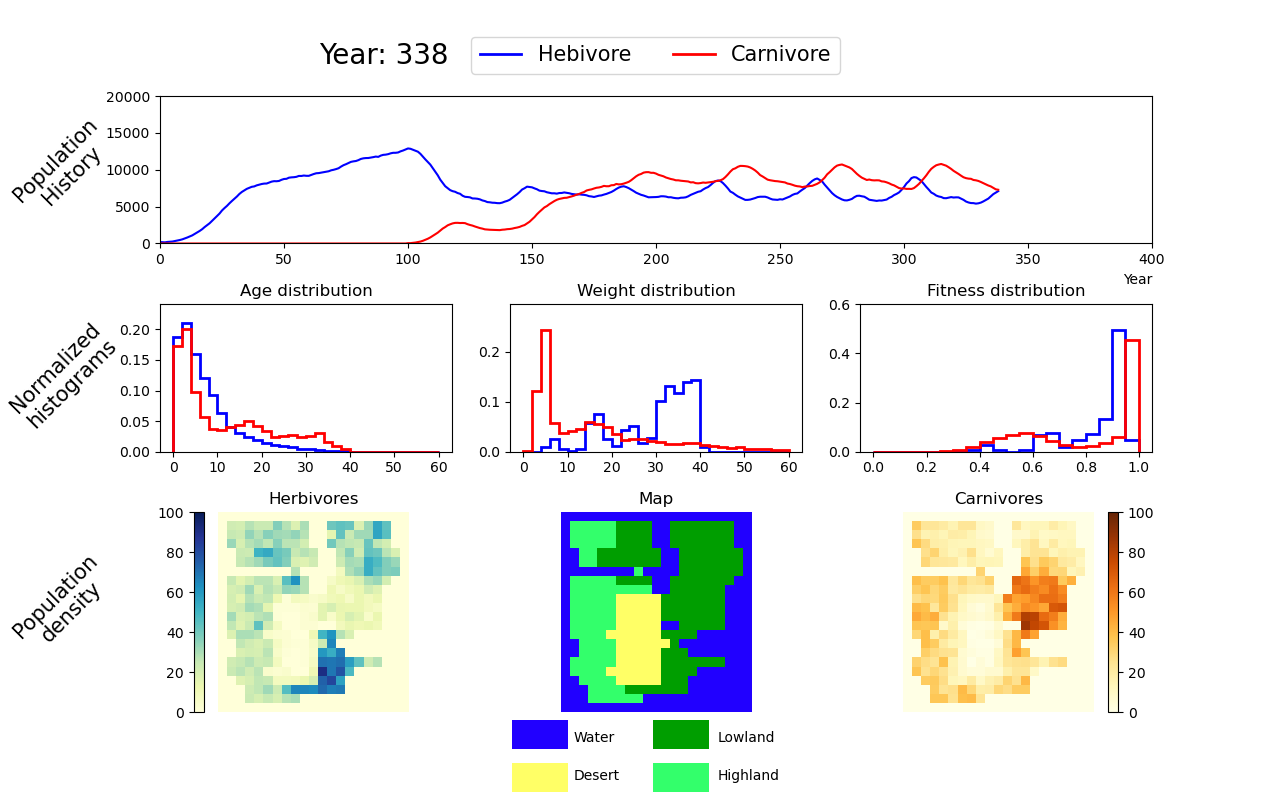 Year: 338
Hebivore
Carnivore
Population
History
20000
15000
10000
5000
0
0 50 100 150 200 250 300 350 400
Year
Normalized
histograms
Age distribution
0.20
0.15
0.10
0.05
0.00
0 10 20 30 40 50 60
Weight distribution
0.2
0.1
0.0
0 10 20 30 40 50 60
Fitness distribution
0.6
0.4
0.2
0.0
0.0 0.2 0.4 0.6 0.8 1.0
Population
density
Herbivores
100
80
60
40
20
0
Map
Carnivores
100
80
60
40
20
0
Water
Lowland
Desert
Highland